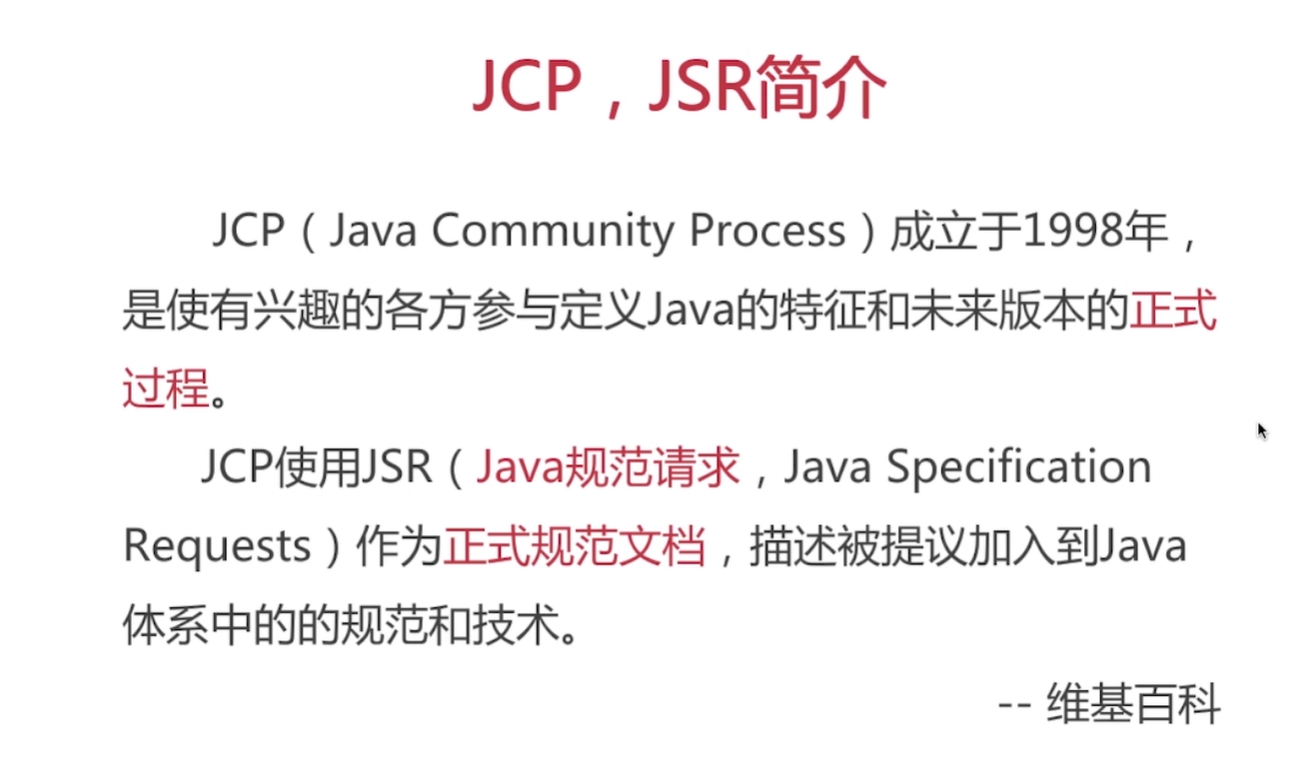 JCP，JSR简介
JCP（Java Community Process）成立于1998年，
是使有兴趣的各方参与定义Java的特征和未来版本的正式
过程。
JCP使用JSR（Java规范请求，Java Specification
Requests）作为正式规范文档，描述被提议加入到Java
体系中的的规范和技术。
-- 维基百科